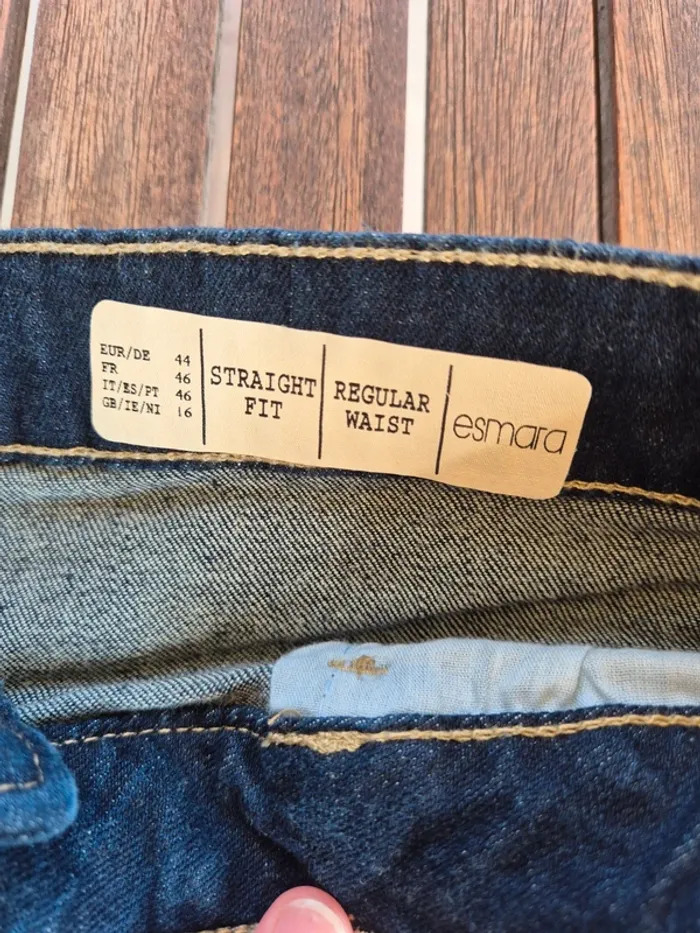 EUR/DE 44
FR 46
IT/ES/PT 46
GB/IE/NI 16
STRAIGHT
FIT
REGULAR
WAIST
esmara